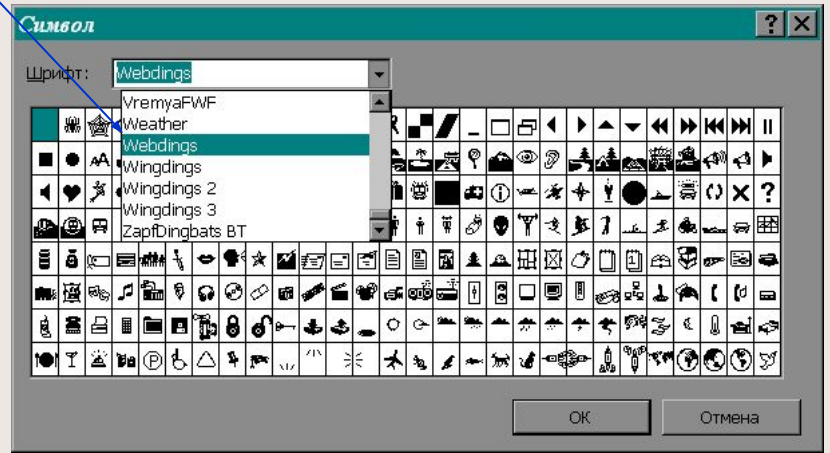 Символ
Шрифт: Webdings
VremyaFWF
Weather
Webdings
Wingdings
Wingdings 2
Wingdings 3
ZapfDingbats BT
ОК
Отмена